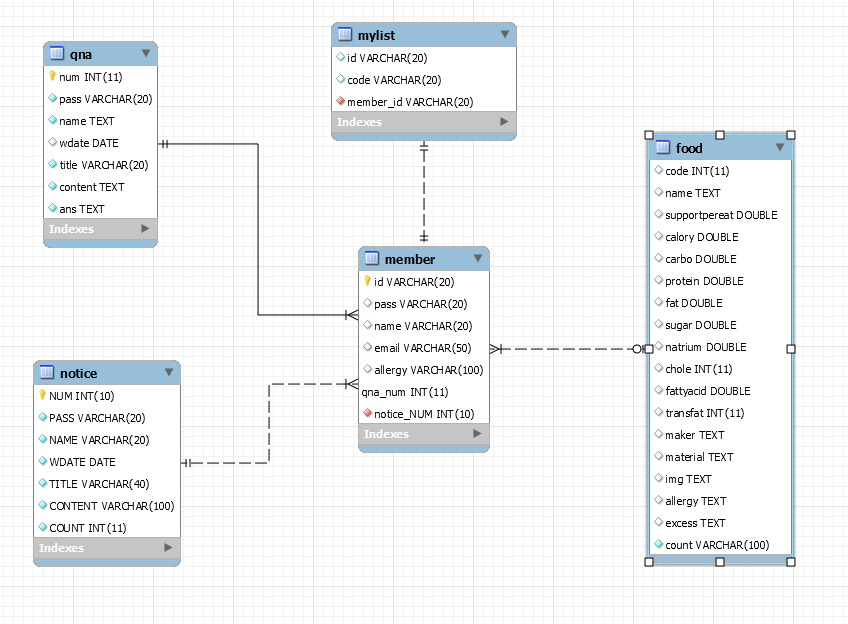 qna
num INT(11)
pass VARCHAR(20)
name TEXT
wdate DATE
title VARCHAR(20)
content TEXT
ans TEXT
Indexes
mylist
id VARCHAR(20)
code VARCHAR(20)
member_id VARCHAR(20)
Indexes
member
id VARCHAR(20)
pass VARCHAR(20)
name VARCHAR(20)
email VARCHAR(50)
allergy VARCHAR(100)
qna_num INT(11)
notice_NUM INT(10)
Indexes
notice
NUM INT(10)
PASS VARCHAR(20)
NAME VARCHAR(20)
WDATE DATE
TITLE VARCHAR(40)
CONTENT VARCHAR(100)
COUNT INT(11)
Indexes
food
code INT(11)
name TEXT
supportpereat DOUBLE
calory DOUBLE
carbo DOUBLE
protein DOUBLE
fat DOUBLE
sugar DOUBLE
natrium DOUBLE
chole INT(11)
fattyacid DOUBLE
transfat INT(11)
maker TEXT
material TEXT
img TEXT
allergy TEXT
excess TEXT
count VARCHAR(100)